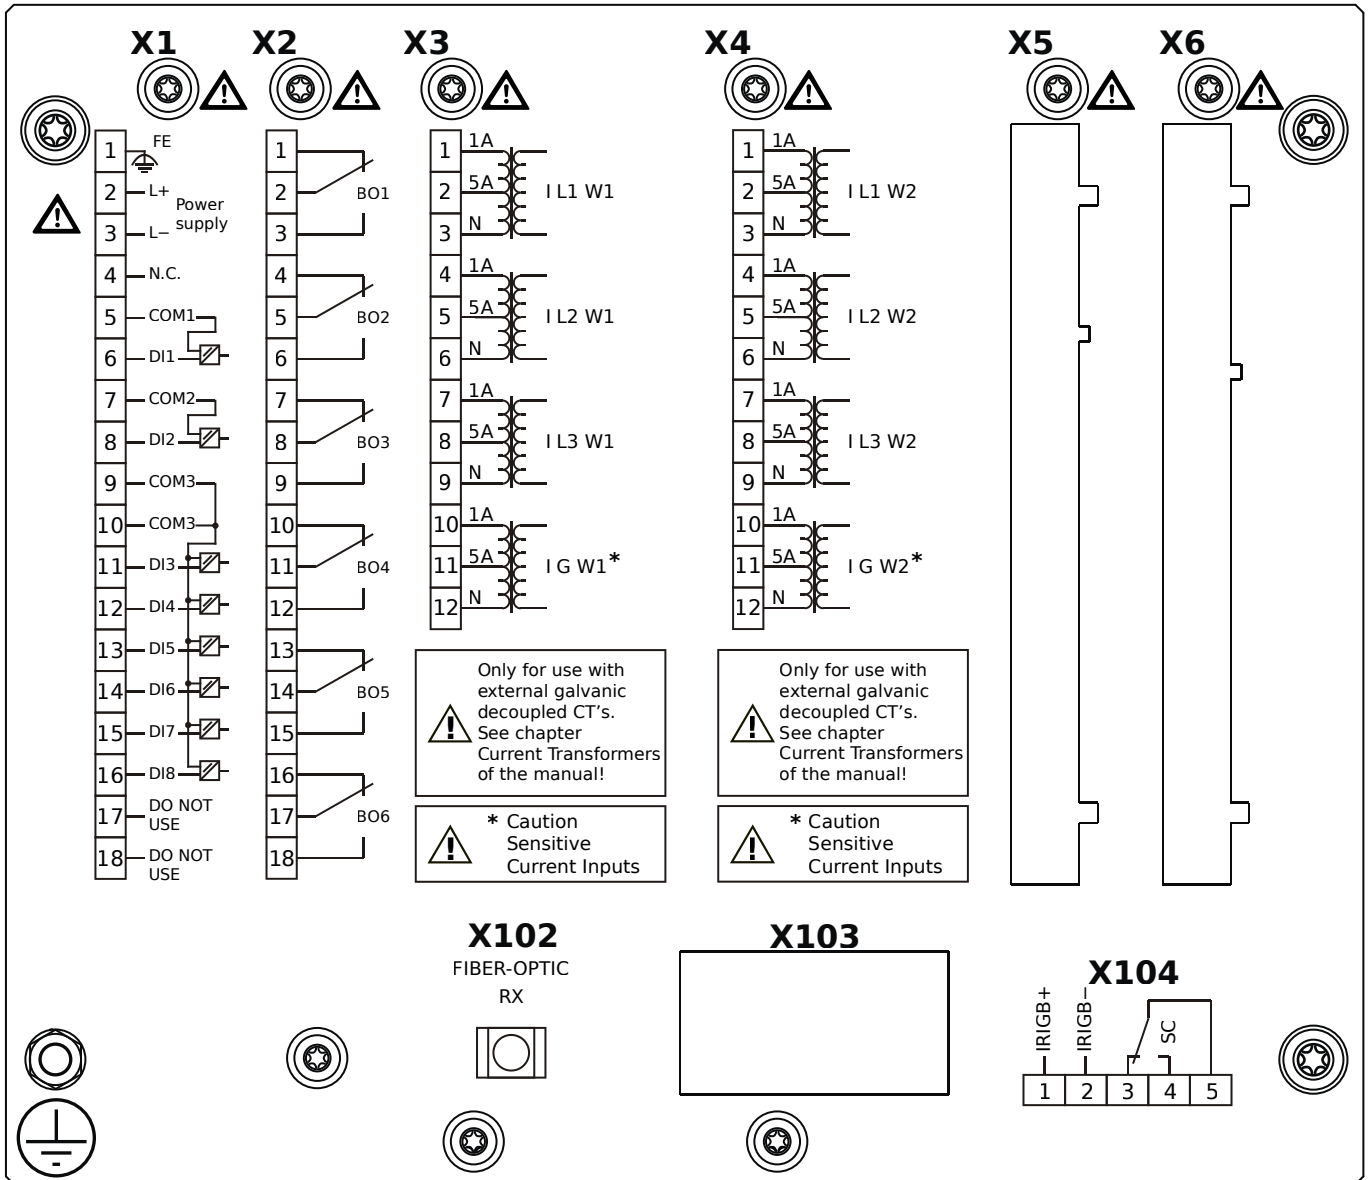 X1
X2
X3
X4
X5
X6
1 FE
2 L+
Power
supply
3 L−
4 N.C.
5 COM1
6 DI1
7 COM2
8 DI2
9 COM3
10 COM3
11 DI3
12 DI4
13 DI5
14 DI6
15 DI7
16 DI8
17 DO NOT
USE
18 DO NOT
USE
1
2 BO1
3
4
5 BO2
6
7
8 BO3
9
10
11 BO4
12
13
14 BO5
15
16
17 BO6
18
1 1A
2 5A I L1 W1
3 N
4 1A
5 5A I L2 W1
6 N
7 1A
8 5A I L3 W1
9 N
10 1A
11 5A I G W1*
12 N
Only for use with
external galvanic
decoupled CT's.
See chapter
Current Transformers
of the manual!
* Caution
Sensitive
Current Inputs
1 1A
2 5A I L1 W2
3 N
4 1A
5 5A I L2 W2
6 N
7 1A
8 5A I L3 W2
9 N
10 1A
11 5A I G W2*
12 N
Only for use with
external galvanic
decoupled CT's.
See chapter
Current Transformers
of the manual!
* Caution
Sensitive
Current Inputs
X102
FIBER-OPTIC
RX
X103
X104
IRIGB+
IRIGB−
SC
1 2 3 4 5